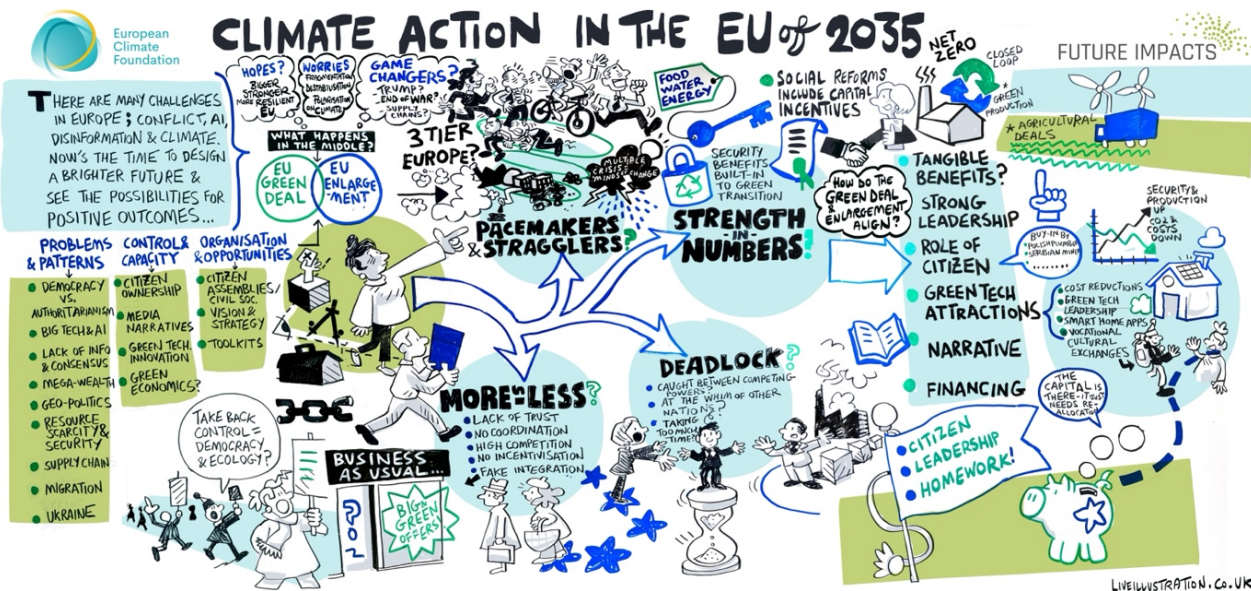 European
Climate
Foundation
CLIMATE ACTION IN THE EU of 2035
FUTURE IMPACTS
THERE ARE MANY CHALLENGES
IN EUROPE; CONFLICT, AI,
DISINFORMATION & CLIMATE.
NOW'S THE TIME TO DESIGN
A BRIGHTER FUTURE &
SEE THE POSSIBILITIES FOR
POSITIVE OUTCOMES...
HOPES?
BIGGER
STRONGER
MORE RESILIENT
EU
WORRIES
FRAGMENTATION
POLARISATION
ON CLIMATE
GAME
CHANGERS?
TRUMP?
END OF WAR?
SUPPLY
CHAINS?
WHAT HAPPENS
IN THE MIDDLE?
EU
GREEN
DEAL
EU
ENLARGE
-MENT
3 TIER
EUROPE?
MULTIPLE
CRISIS =
MINDS CHANGE
PACEMAKERS
& STRAGGLERS?
PROBLEMS
& PATTERNS
DEMOCRACY
VS.
AUTHORITARIANISM
BIG TECH & AI
LACK OF INFO
& CONSENSUS
MEGA-WEALTH
GEO-POLITICS
RESOURCE
SCARCITY &
SECURITY
SUPPLY CHAIN
MIGRATION
UKRAINE
CONTROL &
CAPACITY
CITIZEN
OWNERSHIP
MEDIA
NARRATIVES
GREEN TECH.
INNOVATION
GREEN
ECONOMICS?
ORGANISATION
& OPPORTUNITIES
CITIZEN
ASSEMBLIES/
CIVIL SOC.
VISION &
STRATEGY
TOOLKITS
TAKE BACK
CONTROL =
DEMOCRACY
& ECOLOGY?
BUSINESS
AS USUAL...
BIG
GREEN
OFFERS
MORE IN LESS?
LACK OF TRUST
NO COORDINATION
HIGH COMPETITION
NO INCENTIVISATION
FAKE INTEGRATION
DEADLOCK?
CAUGHT BETWEEN COMPETING
POWERS?
AT THE WHIM OF OTHER
NATIONS?
TAKING
TOO MUCH
TIME?
FOOD
WATER
ENERGY
SOCIAL REFORMS
INCLUDE CAPITAL
INCENTIVES
SECURITY
BENEFITS
BUILT-IN
TO GREEN
TRANSITION
STRENGTH
-IN-
NUMBERS?
NET
ZERO
CLOSED
LOOP
* GREEN
PRODUCTION
* AGRICULTURAL
DEALS
HOW DO THE
GREEN DEAL &
ENLARGEMENT
ALIGN?
TANGIBLE
BENEFITS?
STRONG
LEADERSHIP
ROLE OF
CITIZEN
GREEN TECH
ATTRACTIONS
NARRATIVE
FINANCING
BUY-IN BY
* POLISH PLUMBER
* SERBIAN MINER
SECURITY &
PRODUCTION
UP
CO2 &
COSTS
DOWN
COST REDUCTIONS
GREEN TECH
LEADERSHIP
SMART HOME APPS
VOCATIONAL
CULTURAL
EXCHANGES
THE
CAPITAL IS
THERE - IT JUST
NEEDS RE-
ALLOCATION
CITIZEN
LEADERSHIP
HOMEWORK!
LIVEILLUSTRATION.CO.UK